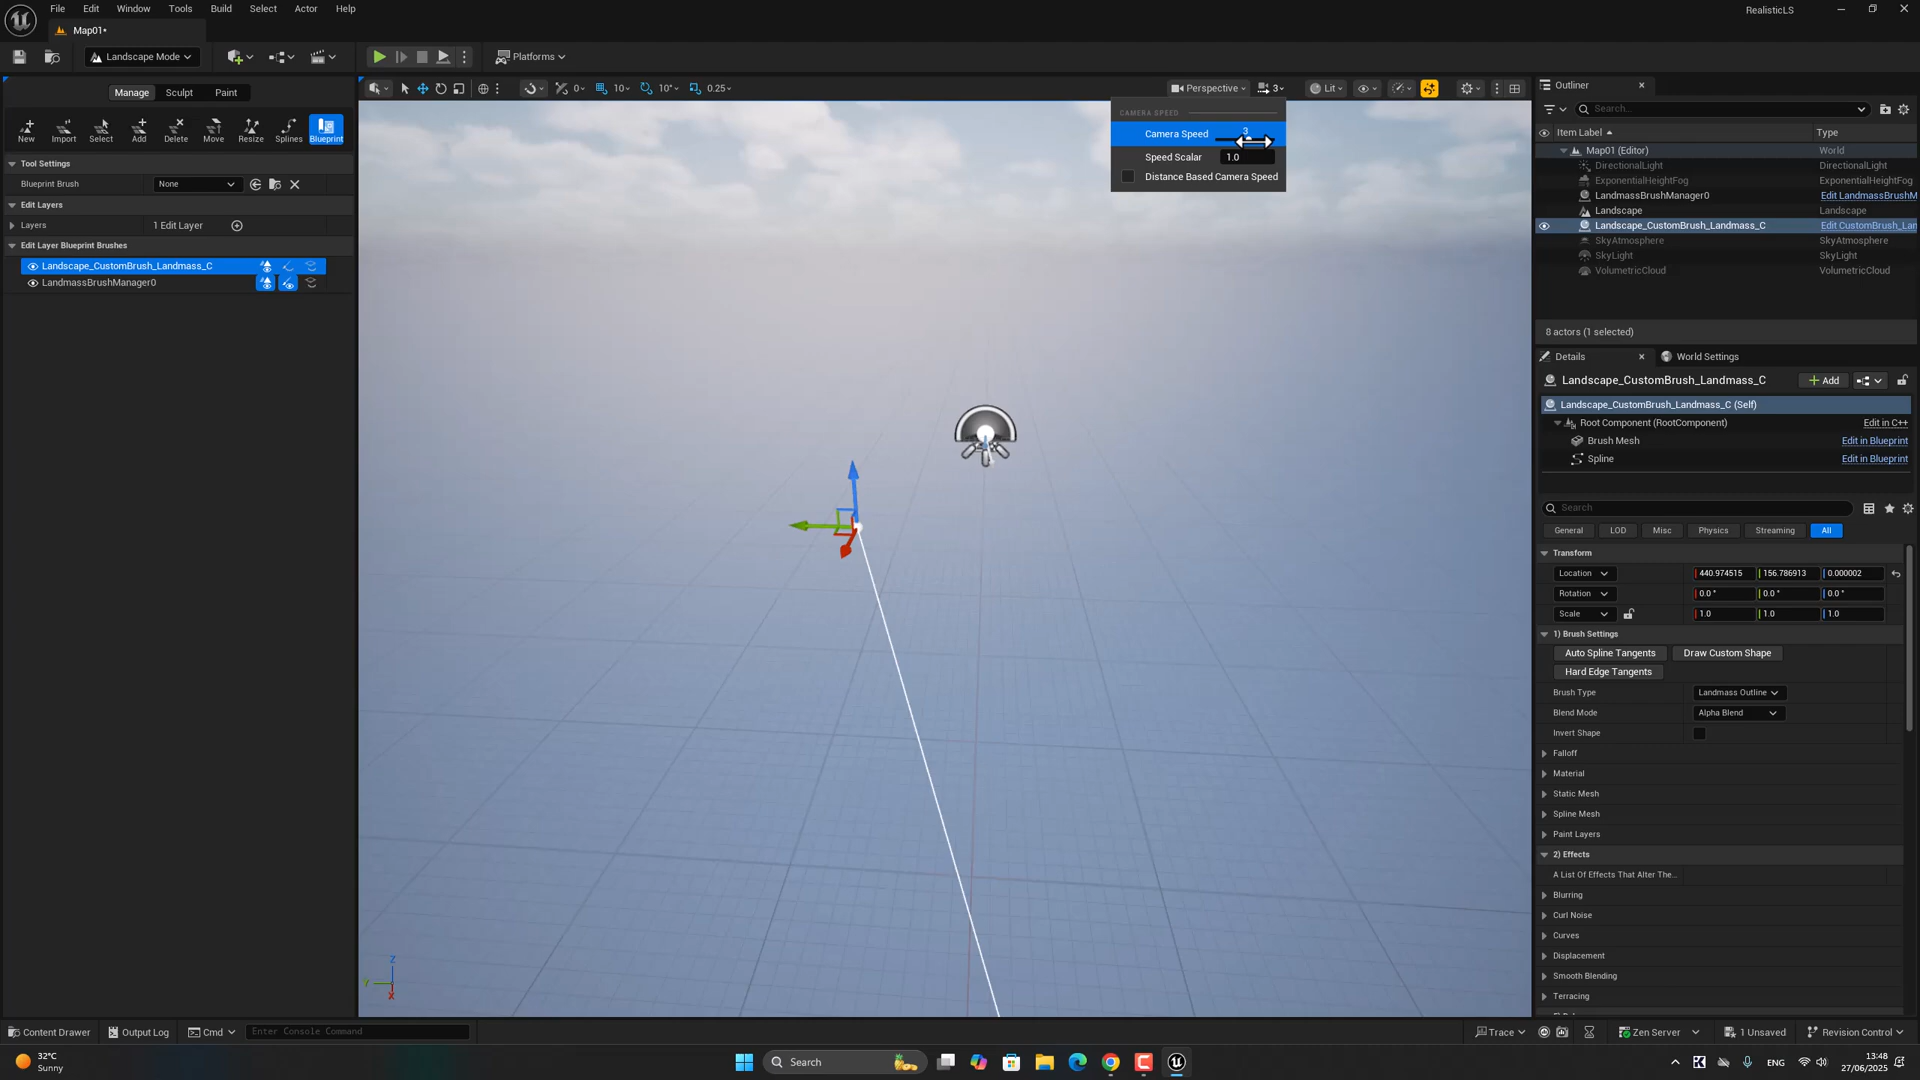 File Edit Window Tools Build Select Actor Help
RealisticLS
Map01•
Landscape Mode
Platforms
Manage Sculpt Paint
New Import Select Add Delete Move Resize Splines Blueprint
Tool Settings
Blueprint Brush None
Edit Layers
Layers 1 Edit Layer
Edit Layer Blueprint Brushes
Landscape_CustomBrush_Landmass_C
LandmassBrushManager0
0 10 10° 0.25
Perspective 3 Lit
CAMERA SPEED
Camera Speed 3
Speed Scalar 1.0
Distance Based Camera Speed
Z
Y
X
Outliner
Search...
Item Label Type
Map01 (Editor) World
DirectionalLight DirectionalLight
ExponentialHeightFog ExponentialHeightFog
LandmassBrushManager0 Edit LandmassBrushM
Landscape Landscape
Landscape_CustomBrush_Landmass_C Edit CustomBrush_Lan
SkyAtmosphere SkyAtmosphere
SkyLight SkyLight
VolumetricCloud VolumetricCloud
8 actors (1 selected)
Details World Settings
Landscape_CustomBrush_Landmass_C Add
Landscape_CustomBrush_Landmass_C (Self)
Root Component (RootComponent) Edit in C++
Brush Mesh Edit in Blueprint
Spline Edit in Blueprint
Search
General LOD Misc Physics Streaming All
Transform
Location 440.974515 156.786913 0.000002
Rotation 0.0 ° 0.0 ° 0.0 °
Scale 1.0 1.0 1.0
1) Brush Settings
Auto Spline Tangents Draw Custom Shape
Hard Edge Tangents
Brush Type Landmass Outline
Blend Mode Alpha Blend
Invert Shape
Falloff
Material
Static Mesh
Spline Mesh
Paint Layers
2) Effects
A List Of Effects That Alter The...
Blurring
Curl Noise
Curves
Displacement
Smooth Blending
Terracing
Content Drawer Output Log Cmd Enter Console Command
Trace Zen Server 1 Unsaved Revision Control
32°C
Sunny
Search
ENG
13:48
27/06/2025